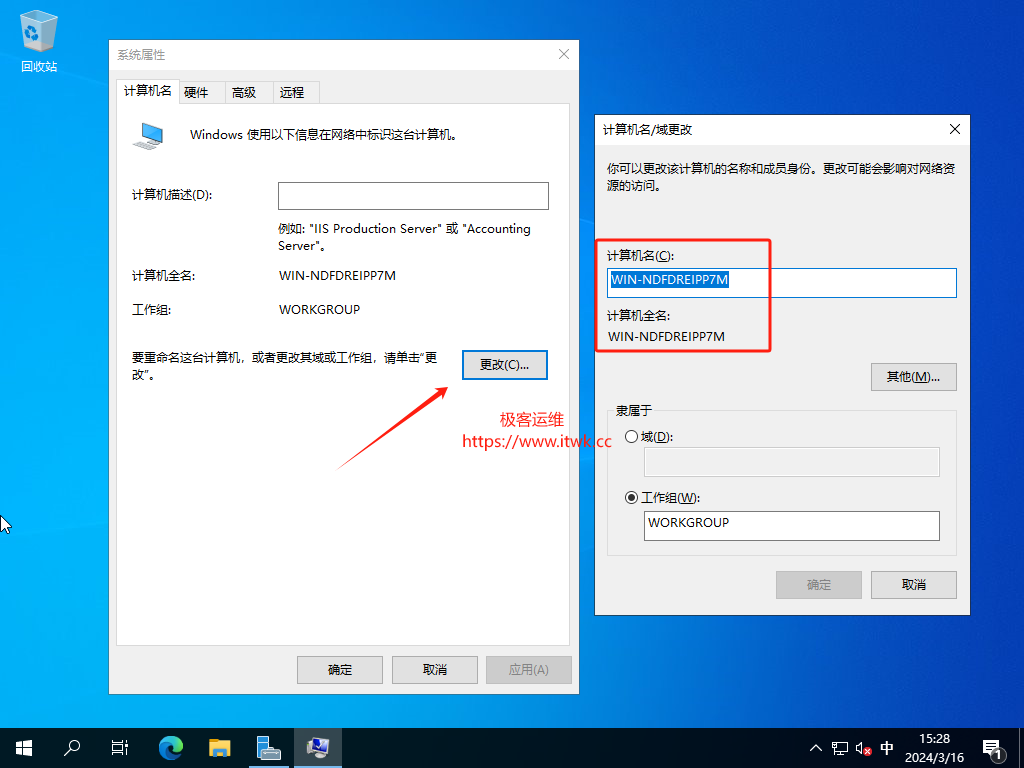 回收站
系统属性
计算机名 硬件 高级 远程
Windows 使用以下信息在网络中标识这台计算机。
计算机描述(D):
例如: "IIS Production Server" 或 "Accounting
Server"。
计算机全名: WIN-NDFDREIPP7M
工作组: WORKGROUP
要重命名这台计算机，或者更改其域或工作组，请单击"更
改"。
更改(C)...
确定 取消 应用(A)
极客运维
https://www.itwk.cc
计算机名/域更改
你可以更改该计算机的名称和成员身份。更改可能会影响对网络资
源的访问。
计算机名(C):
WIN-NDFDREIPP7M
计算机全名:
WIN-NDFDREIPP7M
其他(M)...
隶属于
域(D):
工作组(W):
WORKGROUP
确定 取消
中
15:28
2024/3/16
1